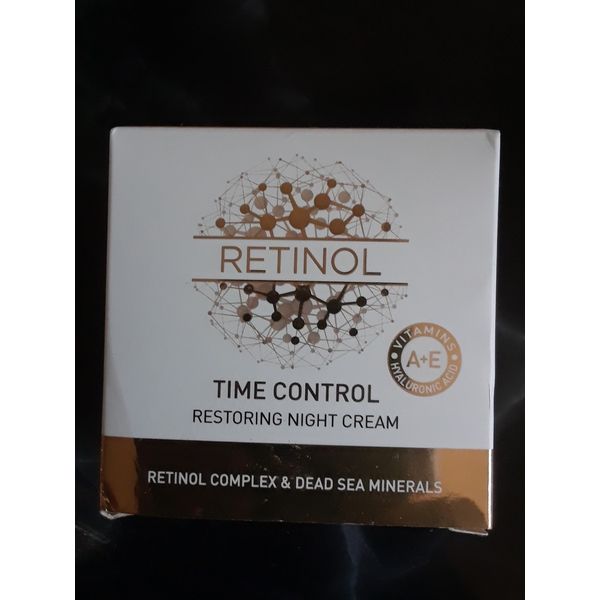 RETINOL
VITAMINS
A+E
HYALURONIC ACID
TIME CONTROL
RESTORING NIGHT CREAM
RETINOL COMPLEX & DEAD SEA MINERALS